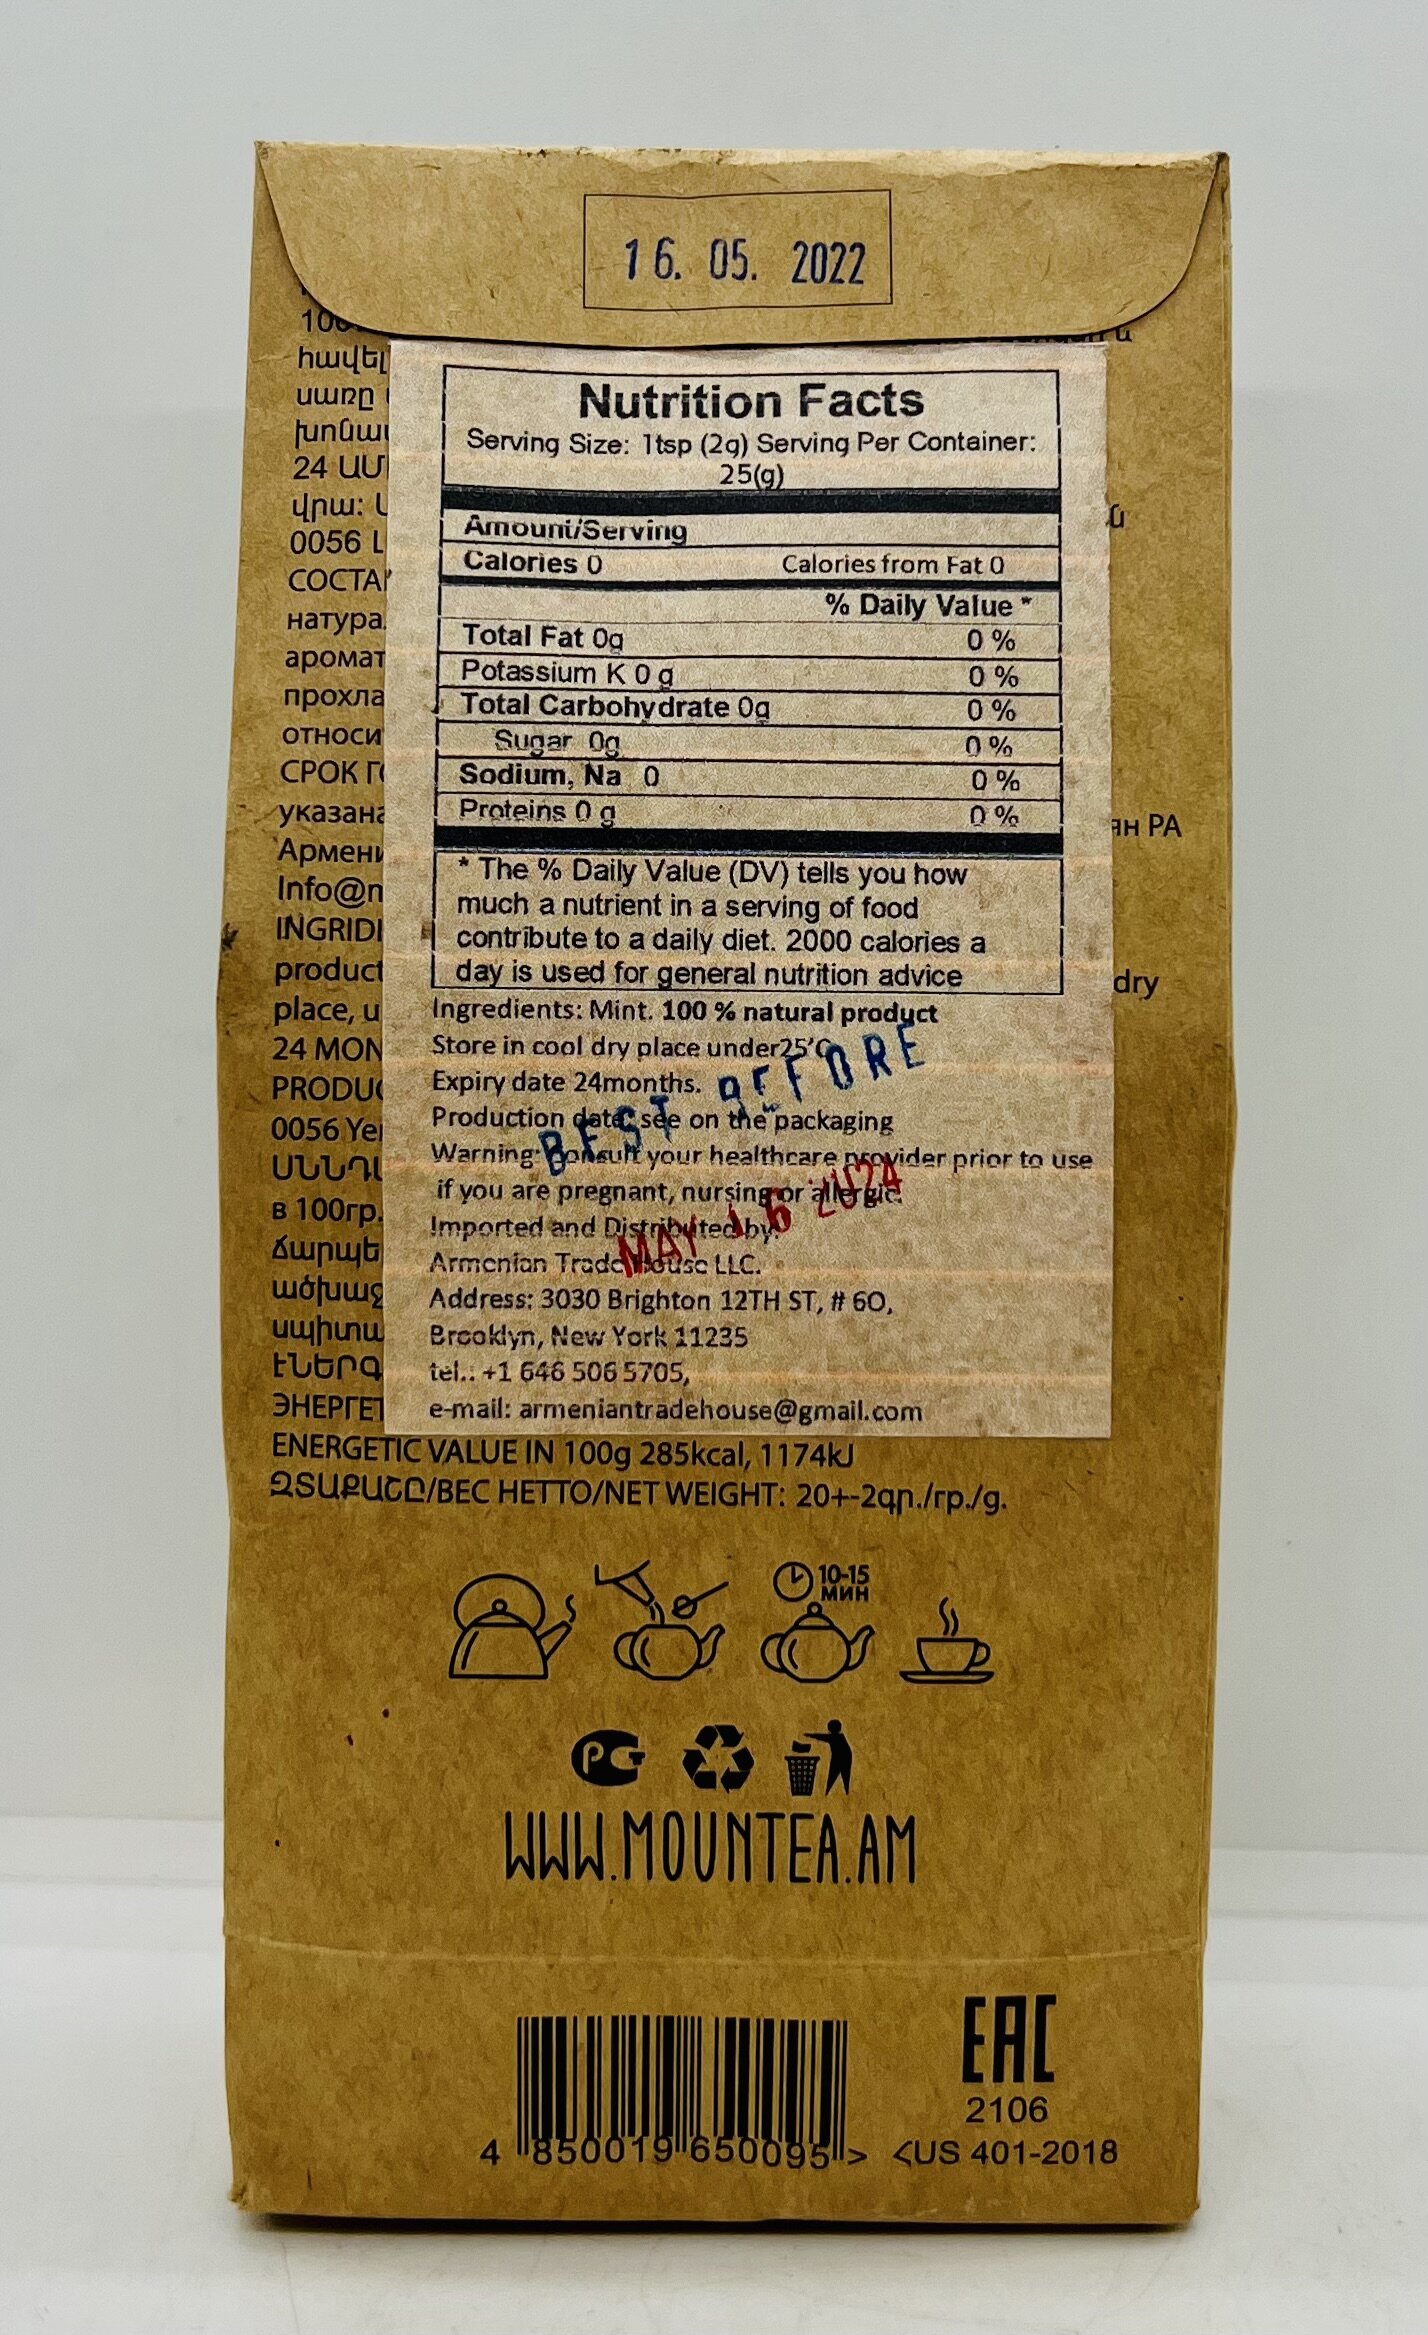 16. 05. 2022
հավել
սառը
24 ԱՄ
վրա:
0056
СОСТА
натура
аромат
прохла
относи
СРОК
указана
ян РА
Армени
Info@
INGRIDI
product
dry
place, u
24 MON
PRODUC
0056 Ye
в 100гр.
ածխաջ
սպիտա
ԷՆԵՐԳ
ЭНЕРГЕТ
Nutrition Facts
Serving Size: 1tsp (2g) Serving Per Container:
25(g)
Amount/Serving
Calories 0 Calories from Fat 0
% Daily Value *
Total Fat 0g 0 %
Potassium K 0 g 0 %
Total Carbohydrate 0g 0 %
Sugar 0g 0 %
Sodium, Na 0 0 %
Proteins 0 g 0 %
* The % Daily Value (DV) tells you how
much a nutrient in a serving of food
contribute to a daily diet. 2000 calories a
day is used for general nutrition advice
Ingredients: Mint. 100 % natural product
Store in cool dry place under25'C
Expiry date 24months.
Production date: see on the packaging
Warning: Consult your healthcare provider prior to use
if you are pregnant, nursing or allergic.
BEST BEFORE
MAY 16 2024
Imported and Distributed by:
Armenian Trade House LLC.
Address: 3030 Brighton 12TH ST, # 6O,
Brooklyn, New York 11235
tel.: +1 646 506 5705,
e-mail: armeniantradehouse@gmail.com
ENERGETIC VALUE IN 100g 285kcal, 1174kJ
ԶՏԱՔԱՇԸ/ВЕС НЕТТО/NET WEIGHT: 20+-2գր./гр./g.
10-15
МИН
WWW.MOUNTEA.AM
EAC
2106
4 850019 650095 >
ՀUS 401-2018